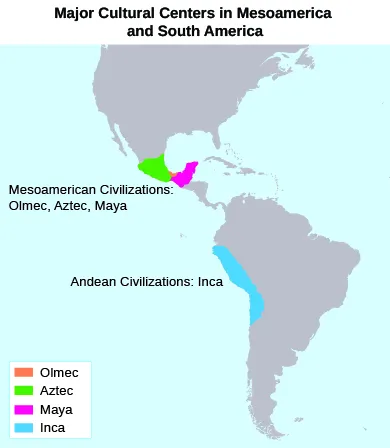 Major Cultural Centers in Mesoamerica
and South America
Mesoamerican Civilizations:
Olmec, Aztec, Maya
Andean Civilizations: Inca
Olmec
Aztec
Maya
Inca